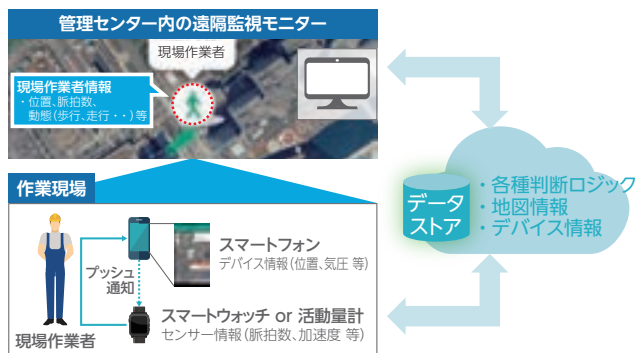 管理センター内の遠隔監視モニター
現場作業者
現場作業者情報
・位置、脈拍数、
動態(歩行、走行・・)等
作業現場
スマートフォン
デバイス情報(位置、気圧 等)
プッシュ
通知
スマートウォッチ or 活動量計
センサー情報(脈拍数、加速度 等)
現場作業者
データ
ストア
・各種判断ロジック
・地図情報
・デバイス情報